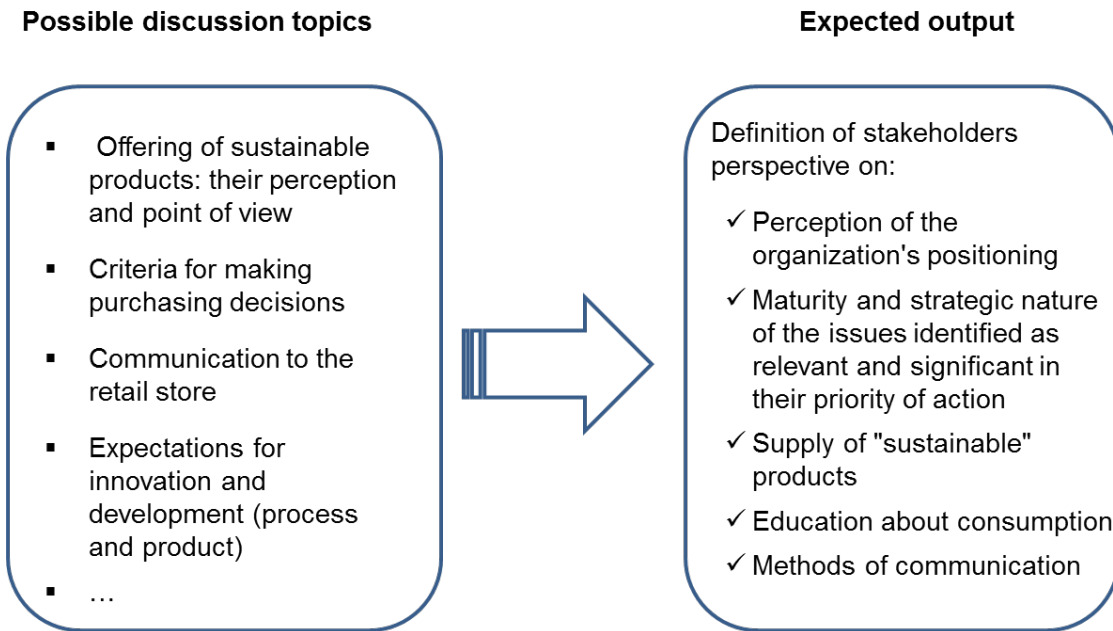 Possible discussion topics
▪ Offering of sustainable
products: their perception
and point of view
▪ Criteria for making
purchasing decisions
▪ Communication to the
retail store
▪ Expectations for
innovation and
development (process
and product)
▪ …
Expected output
Definition of stakeholders
perspective on:
✓ Perception of the
organization's positioning
✓ Maturity and strategic nature
of the issues identified as
relevant and significant in
their priority of action
✓ Supply of "sustainable"
products
✓ Education about consumption
✓ Methods of communication